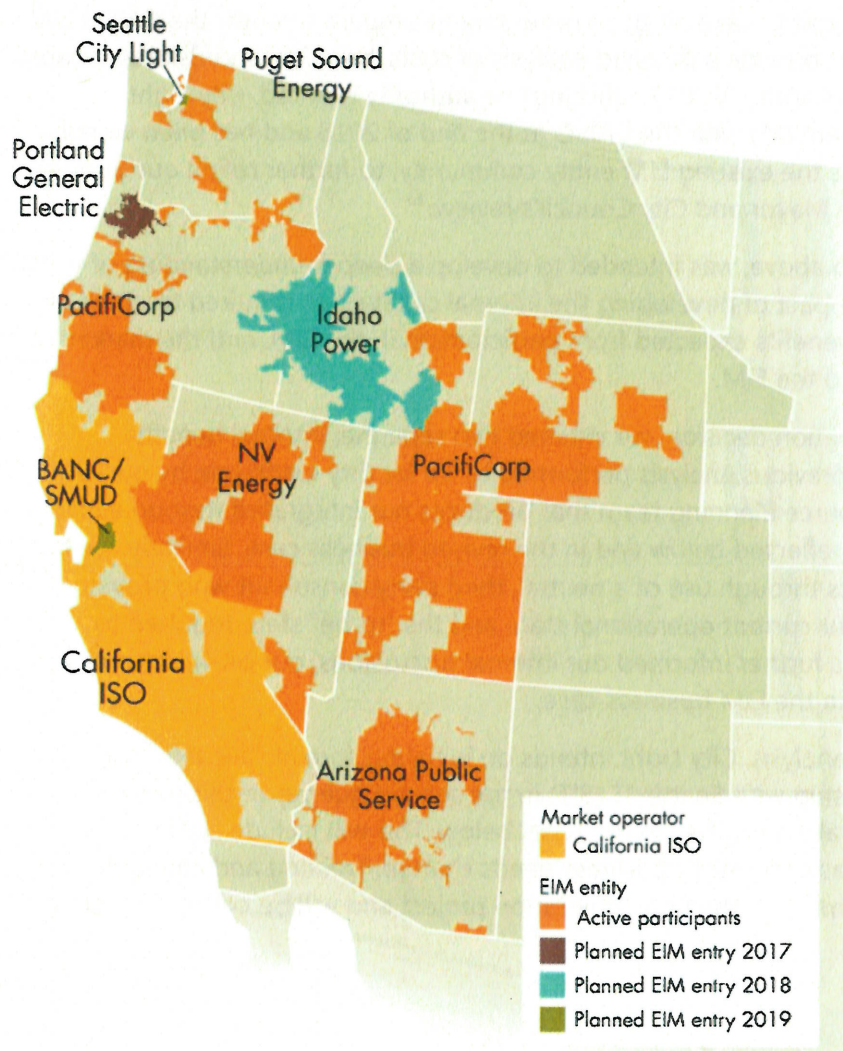 Seattle
City Light
Puget Sound
Energy
Portland
General
Electric
PacifiCorp
Idaho
Power
NV
Energy
PacifiCorp
BANC/
SMUD
California
ISO
Arizona Public
Service
Market operator
California ISO
EIM entity
Active participants
Planned EIM entry 2017
Planned EIM entry 2018
Planned EIM entry 2019